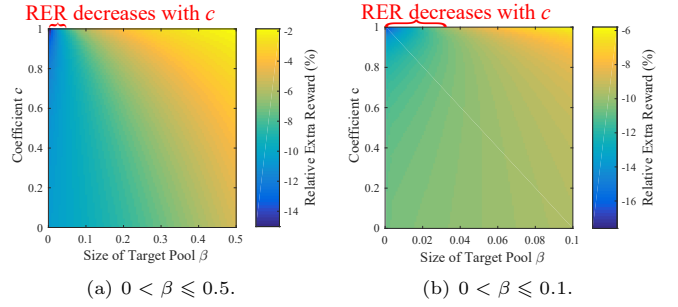 RER decreases with c
Coefficient c
1
0.8
0.6
0.4
0.2
0
0 0.1 0.2 0.3 0.4 0.5
Size of Target Pool β
-2
-4
-6
-8
-10
-12
-14
Relative Extra Reward (%)
(a) 0 < β ⩽ 0.5.
RER decreases with c
Coefficient c
1
0.8
0.6
0.4
0.2
0
0 0.02 0.04 0.06 0.08 0.1
Size of Target Pool β
-6
-8
-10
-12
-14
-16
Relative Extra Reward (%)
(b) 0 < β ⩽ 0.1.